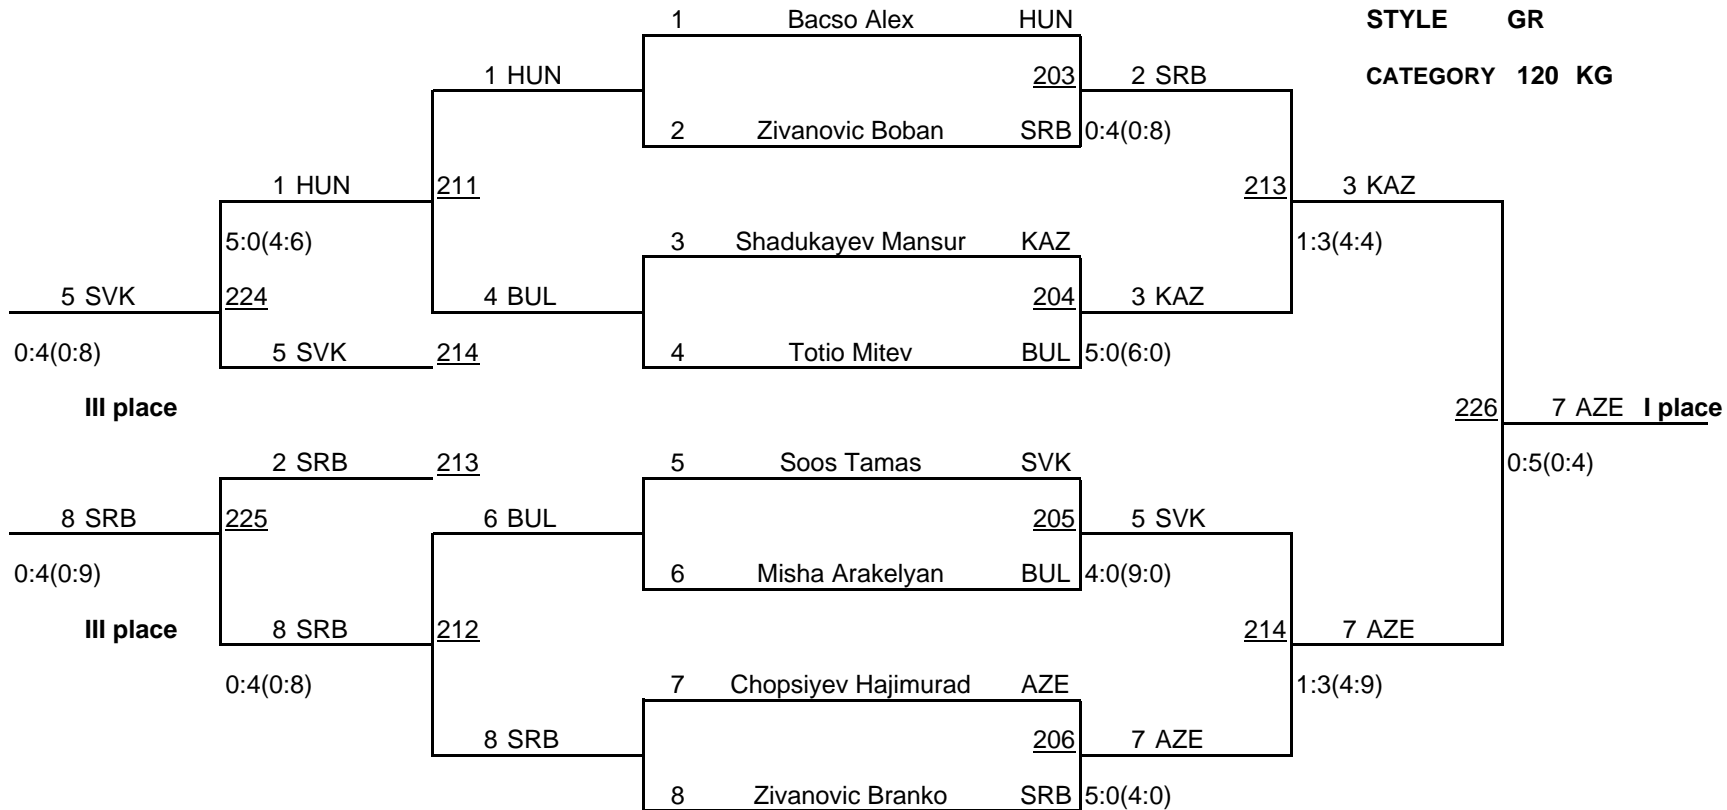 1 Bacso Alex HUN STYLE GR
1 HUN 203 2 SRB CATEGORY 120 KG
2 Zivanovic Boban SRB 0:4(0:8)
1 HUN 211 213 3 KAZ
5:0(4:6) 3 Shadukayev Mansur KAZ 1:3(4:4)
5 SVK 224 4 BUL 204 3 KAZ
0:4(0:8) 5 SVK 214 4 Totio Mitev BUL 5:0(6:0)
III place 226 7 AZE I place
2 SRB 213 5 Soos Tamas SVK 0:5(0:4)
8 SRB 225 6 BUL 205 5 SVK
0:4(0:9) 6 Misha Arakelyan BUL 4:0(9:0)
III place 8 SRB 212 214 7 AZE
0:4(0:8) 7 Chopsiyev Hajimurad AZE 1:3(4:9)
8 SRB 206 7 AZE
8 Zivanovic Branko SRB 5:0(4:0)